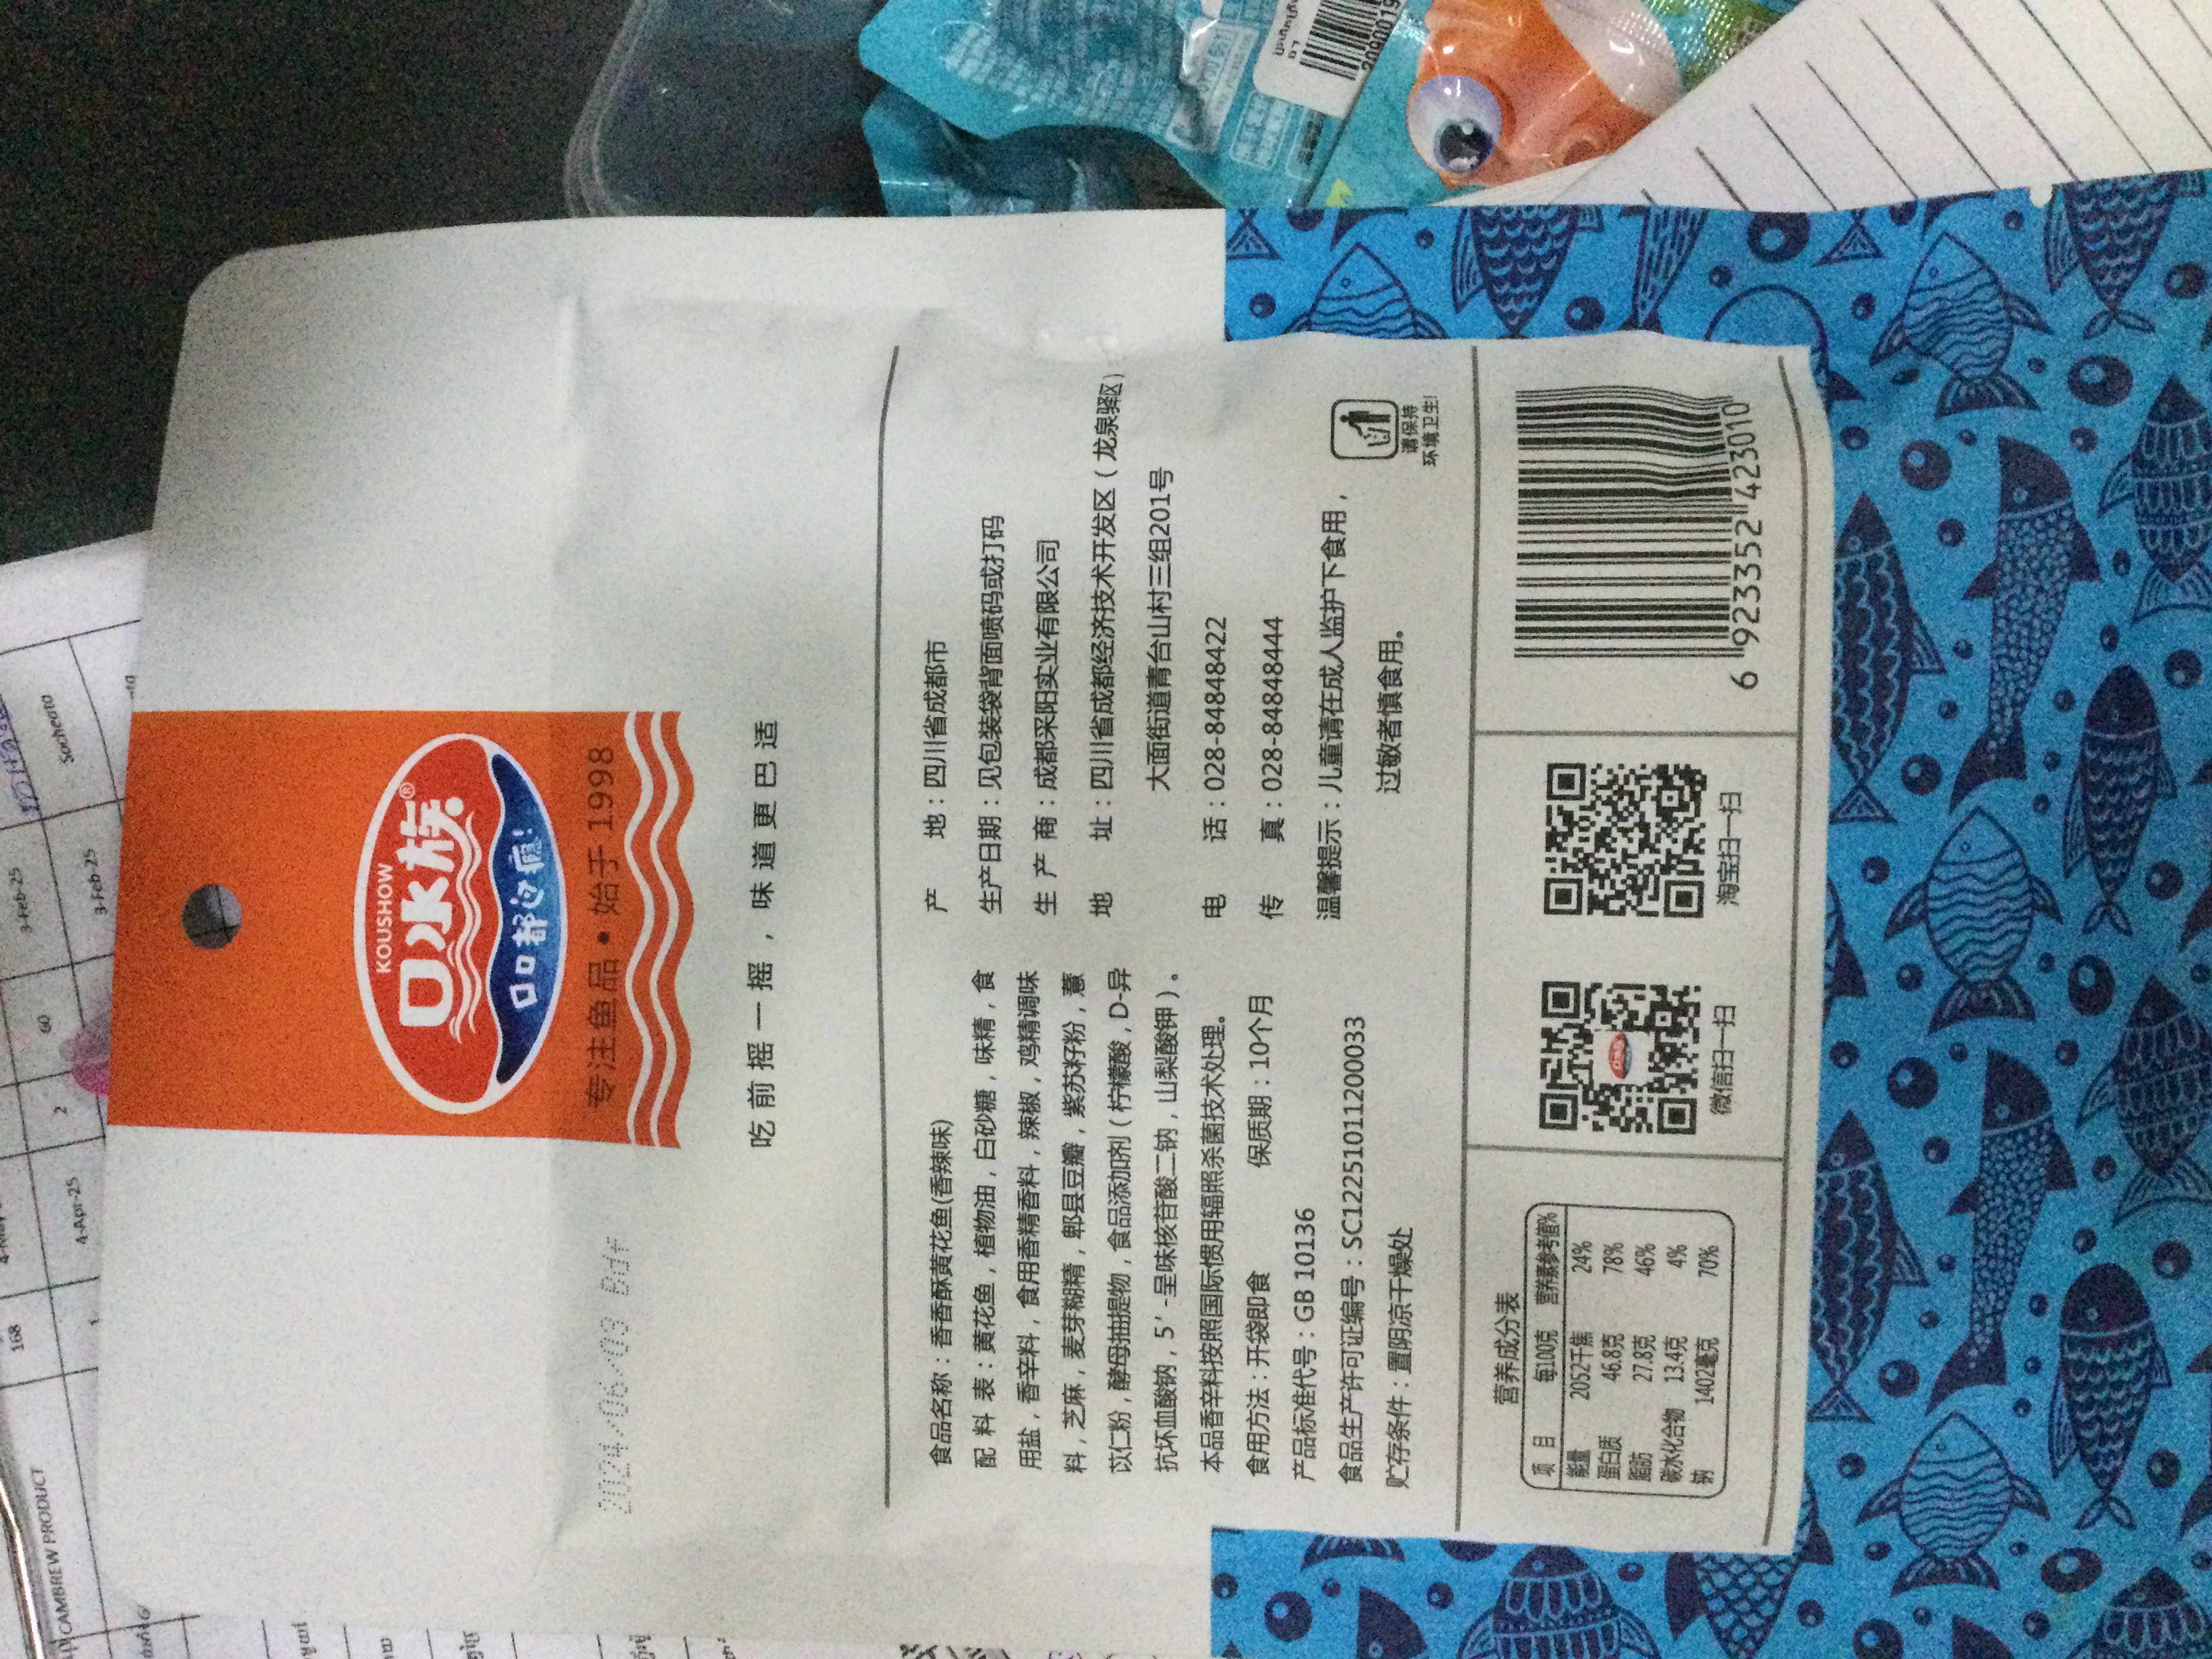 KOUSHOW
口水族®
口口都过瘾!
专注鱼品·始于1998
2024/06/03 Bdf
吃前摇一摇，味道更巴适
食品名称：香香酥黄花鱼(香辣味)
配 料 表：黄花鱼，植物油，白砂糖，味精，食
用盐，香辛料，食用香精香料，辣椒，鸡精调味
料，芝麻，麦芽糊精，郫县豆瓣，紫苏籽粉，薏
苡仁粉，酵母抽提物，食品添加剂（柠檬酸，D-异
抗坏血酸钠，5'-呈味核苷酸二钠，山梨酸钾）。
本品香辛料按照国际惯用辐照杀菌技术处理。
食用方法：开袋即食 保质期：10个月
产品标准代号：GB 10136
食品生产许可证编号：SC12251011200033
贮存条件：置阴凉干燥处
产 地：四川省成都市
生产日期：见包装袋背面喷码或打码
生 产 商：成都采阳实业有限公司
地 址：四川省成都经济技术开发区（龙泉驿区）
大面街道青台山村三组201号
电 话：028-84848422
传 真：028-84848444
温馨提示：儿童请在成人监护下食用，
过敏者慎食用。
请保持
环境卫生!
营养成分表
项 目 每100克 营养素参考值%
能量 2052千焦 24%
蛋白质 46.8克 78%
脂肪 27.8克 46%
碳水化合物 13.4克 4%
钠 1402毫克 70%
微信扫一扫
淘宝扫一扫
6 923352 423010
CAMBREW PRODUCT
168
4-Apr-25
2
60
3-Feb-25
3-Feb-25
Socheata